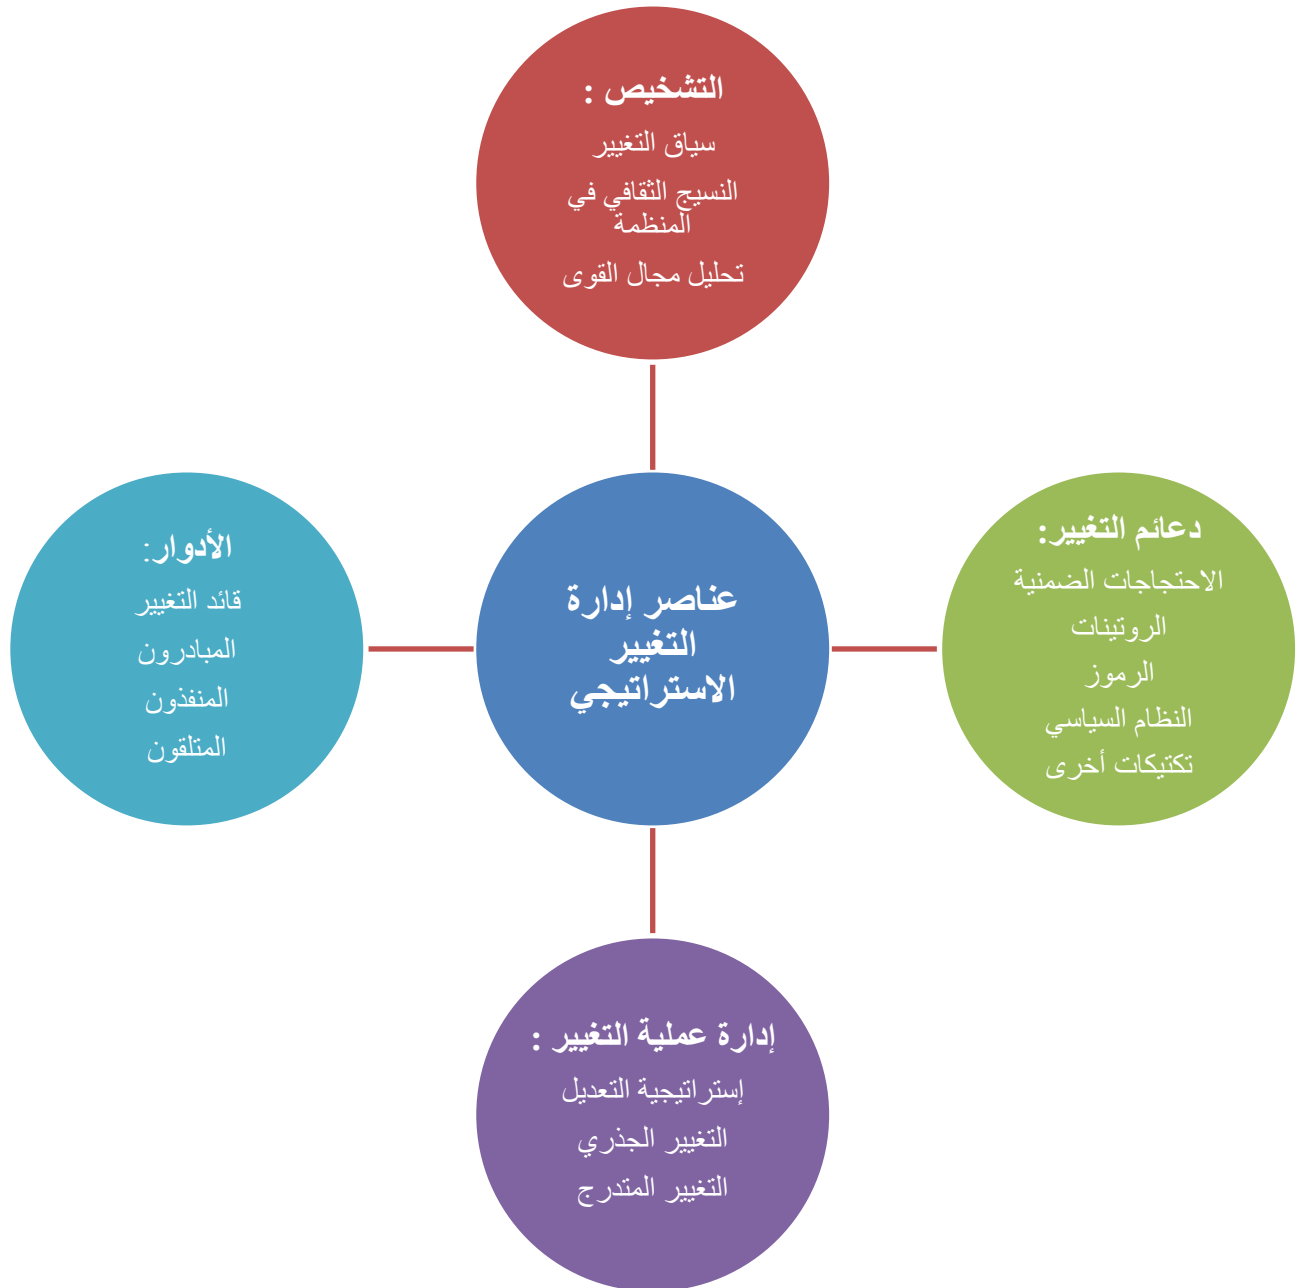 التشخيص :
سياق التغيير
النسيج الثقافي في
المنظمة
تحليل مجال القوى
دعائم التغيير:
الاحتجاجات الضمنية
الروتينات
الرموز
النظام السياسي
تكتيكات أخرى
عناصر إدارة
التغيير
الاستراتيجي
الأدوار:
قائد التغيير
المبادرون
المنفذون
المتلقون
إدارة عملية التغيير :
إستراتيجية التعديل
التغيير الجذري
التغيير المتدرج